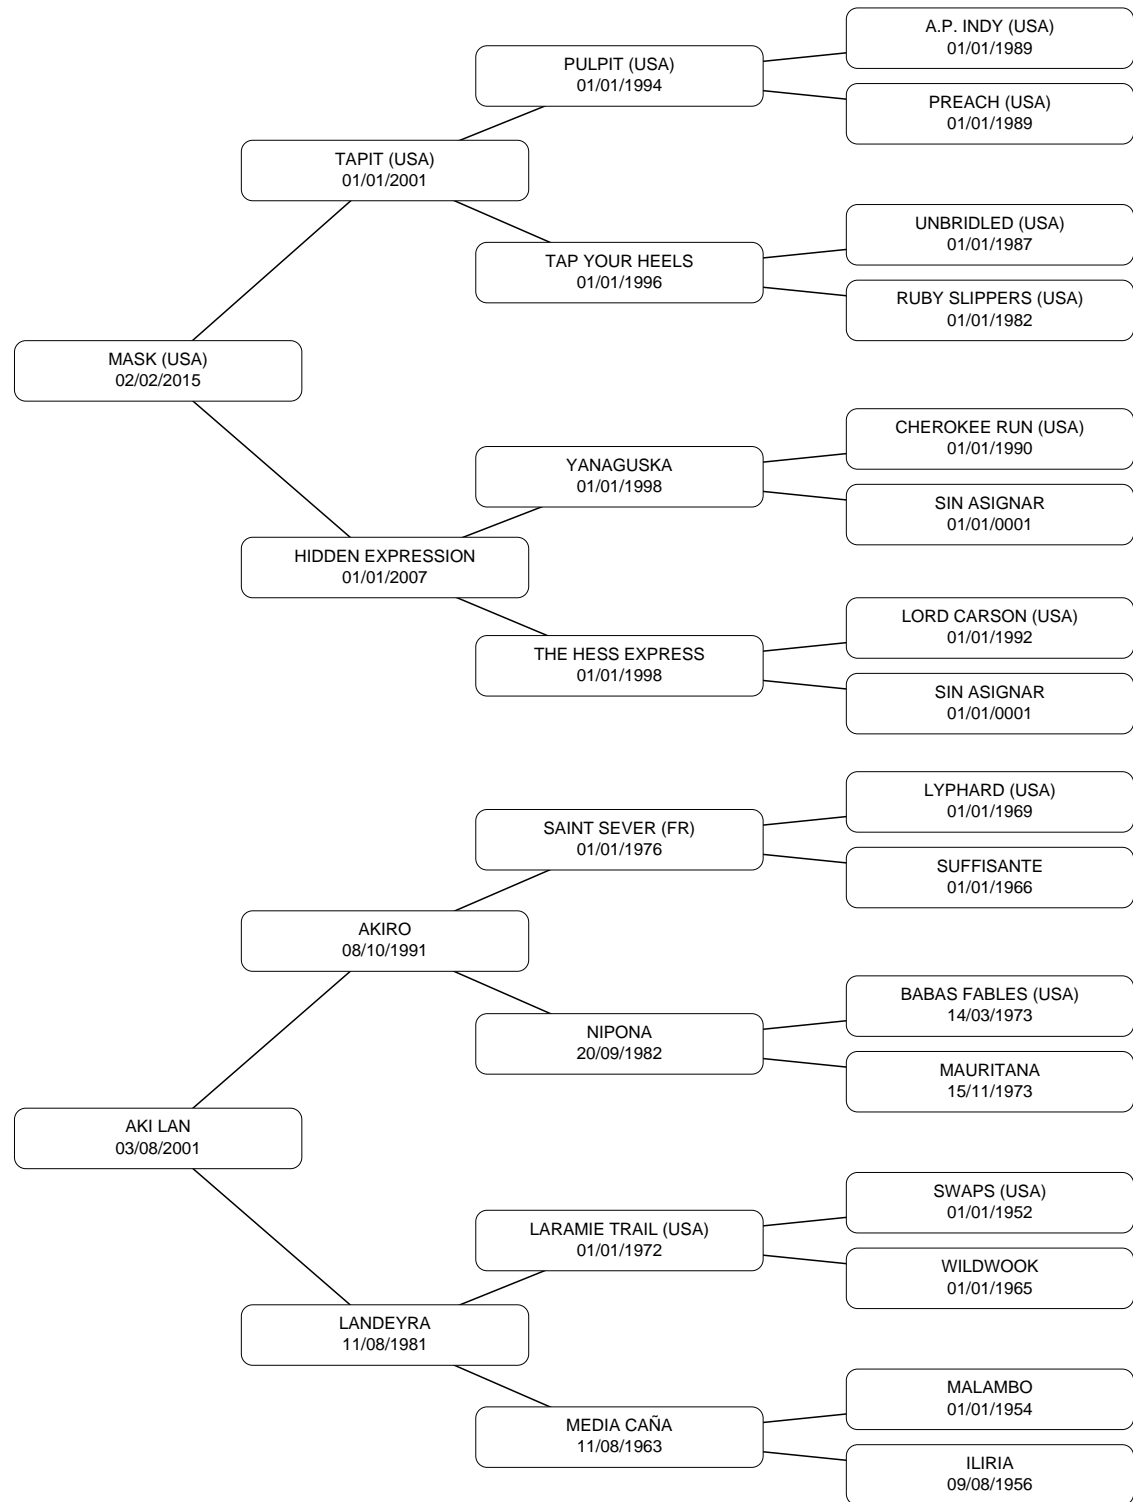 A.P. INDY (USA)
01/01/1989
PULPIT (USA)
01/01/1994
PREACH (USA)
01/01/1989
TAPIT (USA)
01/01/2001
UNBRIDLED (USA)
01/01/1987
TAP YOUR HEELS
01/01/1996
RUBY SLIPPERS (USA)
01/01/1982
MASK (USA)
02/02/2015
CHEROKEE RUN (USA)
01/01/1990
YANAGUSKA
01/01/1998
SIN ASIGNAR
01/01/0001
HIDDEN EXPRESSION
01/01/2007
LORD CARSON (USA)
01/01/1992
THE HESS EXPRESS
01/01/1998
SIN ASIGNAR
01/01/0001
LYPHARD (USA)
01/01/1969
SAINT SEVER (FR)
01/01/1976
SUFFISANTE
01/01/1966
AKIRO
08/10/1991
BABAS FABLES (USA)
14/03/1973
NIPONA
20/09/1982
MAURITANA
15/11/1973
AKI LAN
03/08/2001
SWAPS (USA)
01/01/1952
LARAMIE TRAIL (USA)
01/01/1972
WILDWOOK
01/01/1965
LANDEYRA
11/08/1981
MALAMBO
01/01/1954
MEDIA CAÑA
11/08/1963
ILIRIA
09/08/1956